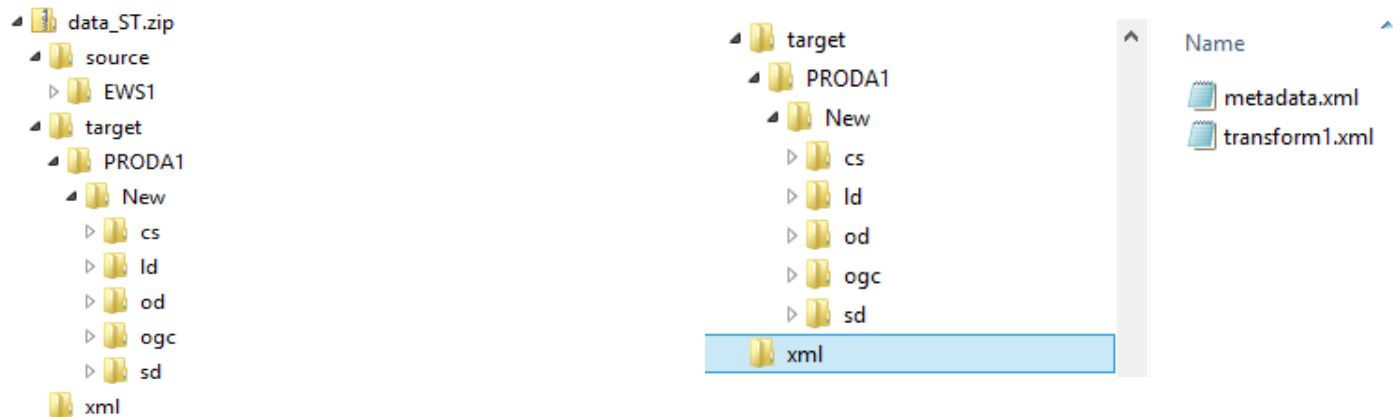 data_ST.zip
source
EWS1
target
PRODA1
New
cs
ld
od
ogc
sd
xml
target
PRODA1
New
cs
ld
od
ogc
sd
xml
Name
metadata.xml
transform1.xml